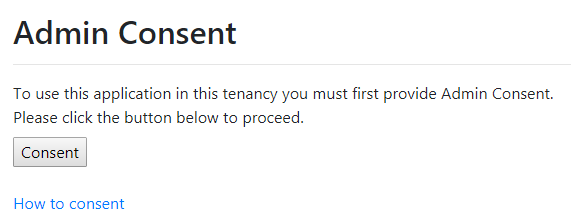 Admin Consent
To use this application in this tenancy you must first provide Admin Consent.
Please click the button below to proceed.
Consent
How to consent